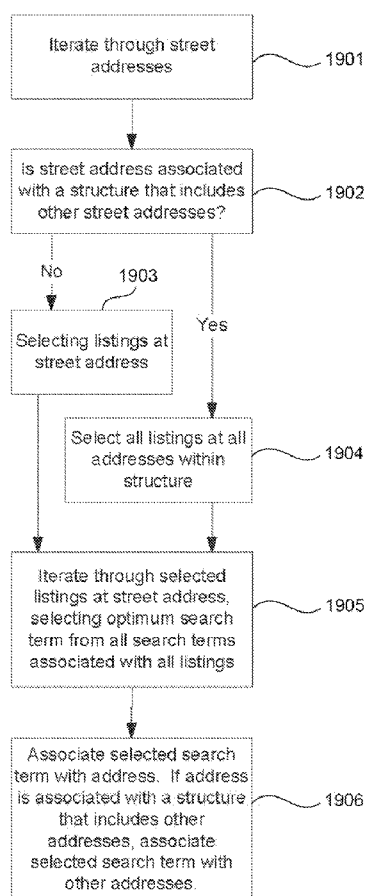 Iterate through street
addresses
1901
Is street address associated
with a structure that includes
other street addresses?
1902
No
1903
Yes
Selecting listings at
street address
Select all listings at all
addresses within
structure
1904
Iterate through selected
listings at street address,
selecting optimum search
term from all search terms
associated with all listings
1905
Associate selected search
term with address. If address
is associated with a structure
that includes other
addresses, associate
selected search term with
other addresses.
1906